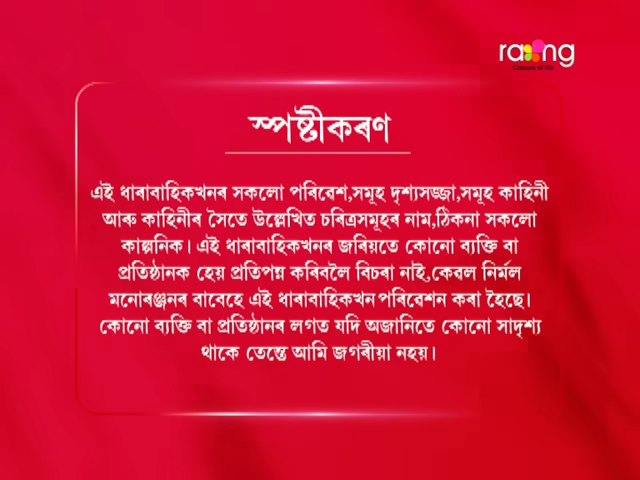 rang
Colours of life
স্পষ্টীকৰণ
এই ধাৰাবাহিকখনৰ সকলো পৰিৱেশ,সমূহ দৃশ্যসজ্জা,সমূহ কাহিনী
আৰু কাহিনীৰ সৈতে উল্লেখিত চৰিত্ৰসমূহৰ নাম,ঠিকনা সকলো
কাল্পনিক। এই ধাৰাবাহিকখনৰ জৰিয়তে কোনো ব্যক্তি বা
প্ৰতিষ্ঠানক হেয় প্ৰতিপন্ন কৰিবলৈ বিচৰা নাই,কেৱল নিৰ্মল
মনোৰঞ্জনৰ বাবেহে এই ধাৰাবাহিকখন পৰিৱেশন কৰা হৈছে।
কোনো ব্যক্তি বা প্ৰতিষ্ঠানৰ লগত যদি অজানিতে কোনো সাদৃশ্য
থাকে তেন্তে আমি জগৰীয়া নহয়।